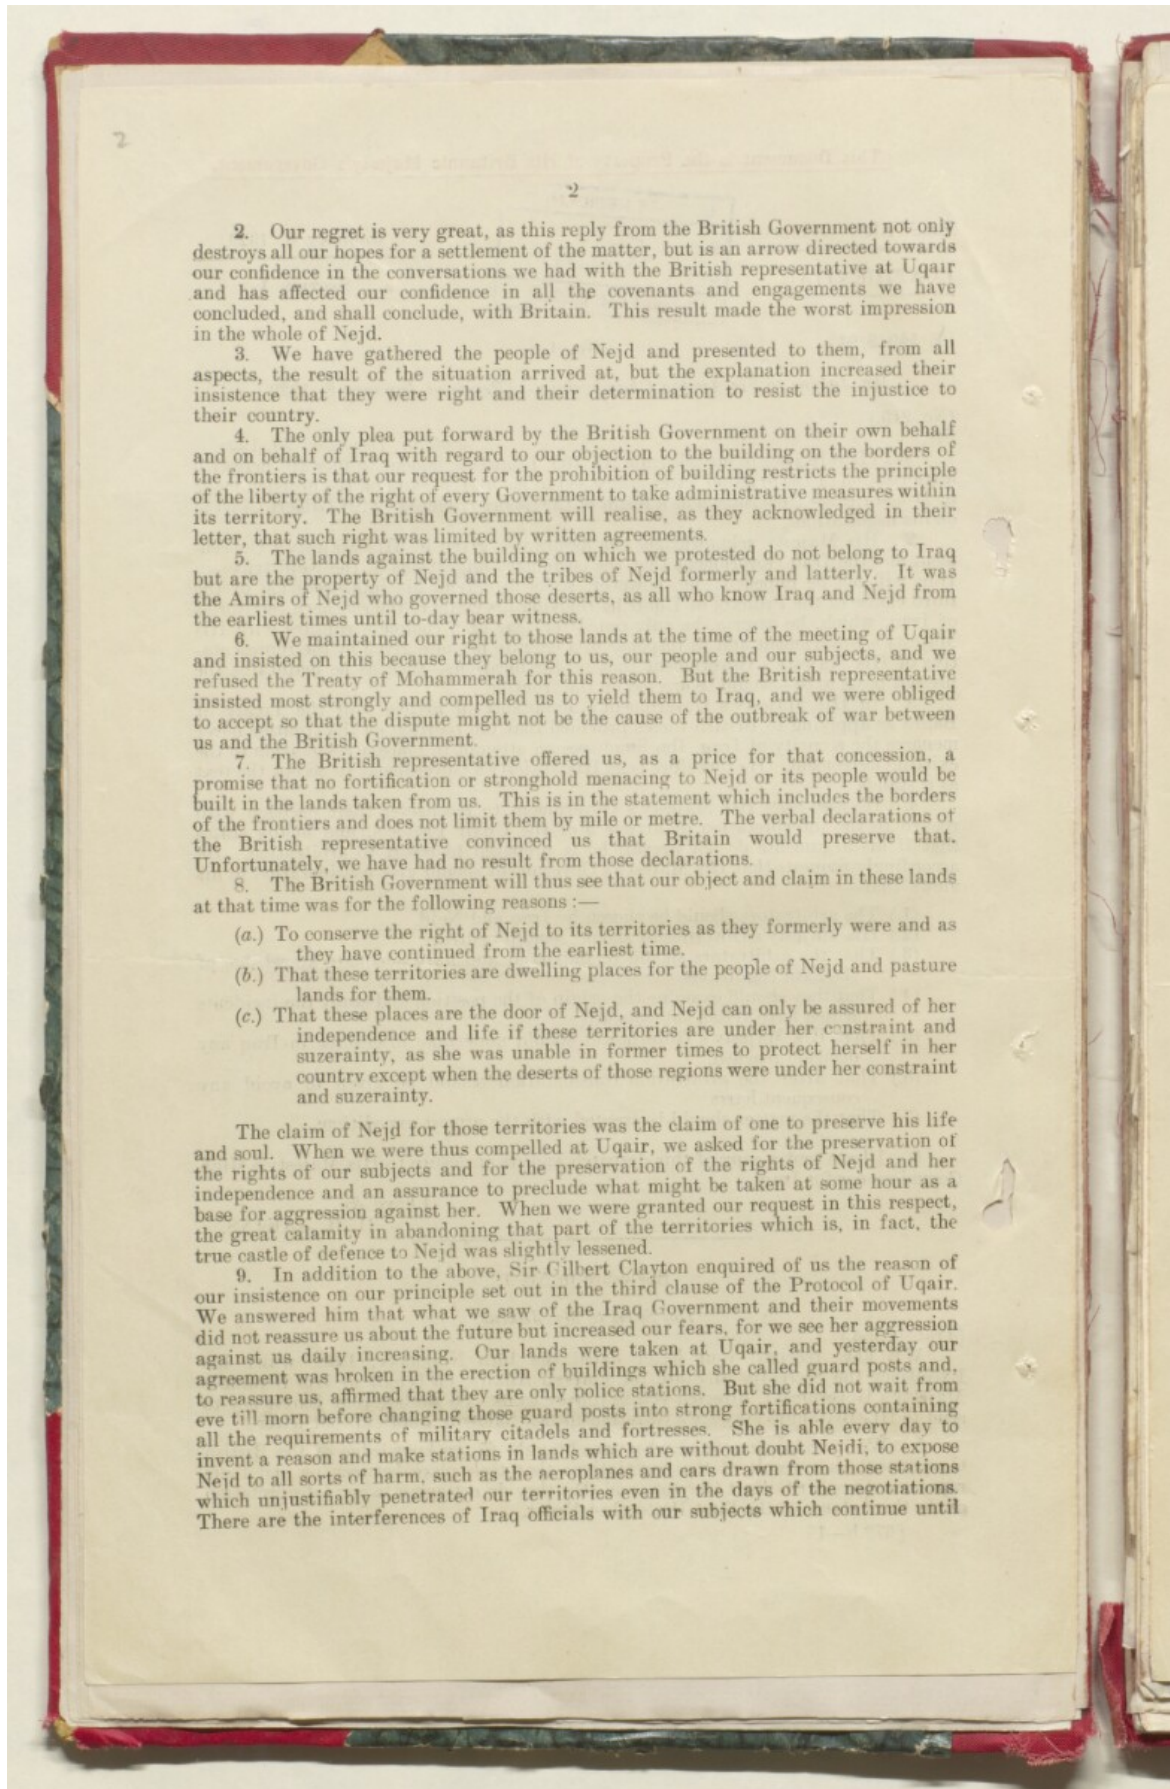 2
2
2. Our regret is very great, as this reply from the British Government not only
destroys all our hopes for a settlement of the matter, but is an arrow directed towards
our confidence in the conversations we had with the British representative at Uqair
and has affected our confidence in all the covenants and engagements we have
concluded, and shall conclude, with Britain. This result made the worst impression
in the whole of Nejd.
3. We have gathered the people of Nejd and presented to them, from all
aspects, the result of the situation arrived at, but the explanation increased their
insistence that they were right and their determination to resist the injustice to
their country.
4. The only plea put forward by the British Government on their own behalf
and on behalf of Iraq with regard to our objection to the building on the borders of
the frontiers is that our request for the prohibition of building restricts the principle
of the liberty of the right of every Government to take administrative measures within
its territory. The British Government will realise, as they acknowledged in their
letter, that such right was limited by written agreements.
5. The lands against the building on which we protested do not belong to Iraq
but are the property of Nejd and the tribes of Nejd formerly and latterly. It was
the Amirs of Nejd who governed those deserts, as all who know Iraq and Nejd from
the earliest times until to-day bear witness.
6. We maintained our right to those lands at the time of the meeting of Uqair
and insisted on this because they belong to us, our people and our subjects, and we
refused the Treaty of Mohammerah for this reason. But the British representative
insisted most strongly and compelled us to yield them to Iraq, and we were obliged
to accept so that the dispute might not be the cause of the outbreak of war between
us and the British Government.
7. The British representative offered us, as a price for that concession, a
promise that no fortification or stronghold menacing to Nejd or its people would be
built in the lands taken from us. This is in the statement which includes the borders
of the frontiers and does not limit them by mile or metre. The verbal declarations of
the British representative convinced us that Britain would preserve that.
Unfortunately, we have had no result from those declarations.
8. The British Government will thus see that our object and claim in these lands
at that time was for the following reasons :—
(a.) To conserve the right of Nejd to its territories as they formerly were and as
they have continued from the earliest time.
(b.) That these territories are dwelling places for the people of Nejd and pasture
lands for them.
(c.) That these places are the door of Nejd, and Nejd can only be assured of her
independence and life if these territories are under her constraint and
suzerainty, as she was unable in former times to protect herself in her
country except when the deserts of those regions were under her constraint
and suzerainty.
The claim of Nejd for those territories was the claim of one to preserve his life
and soul. When we were thus compelled at Uqair, we asked for the preservation of
the rights of our subjects and for the preservation of the rights of Nejd and her
independence and an assurance to preclude what might be taken at some hour as a
base for aggression against her. When we were granted our request in this respect,
the great calamity in abandoning that part of the territories which is, in fact, the
true castle of defence to Nejd was slightly lessened.
9. In addition to the above, Sir Gilbert Clayton enquired of us the reason of
our insistence on our principle set out in the third clause of the Protocol of Uqair.
We answered him that what we saw of the Iraq Government and their movements
did not reassure us about the future but increased our fears, for we see her aggression
against us daily increasing. Our lands were taken at Uqair, and yesterday our
agreement was broken in the erection of buildings which she called guard posts and,
to reassure us, affirmed that they are only police stations. But she did not wait from
eve till morn before changing those guard posts into strong fortifications containing
all the requirements of military citadels and fortresses. She is able every day to
invent a reason and make stations in lands which are without doubt Nejdi, to expose
Nejd to all sorts of harm, such as the aeroplanes and cars drawn from those stations
which unjustifiably penetrated our territories even in the days of the negotiations.
There are the interferences of Iraq officials with our subjects which continue until